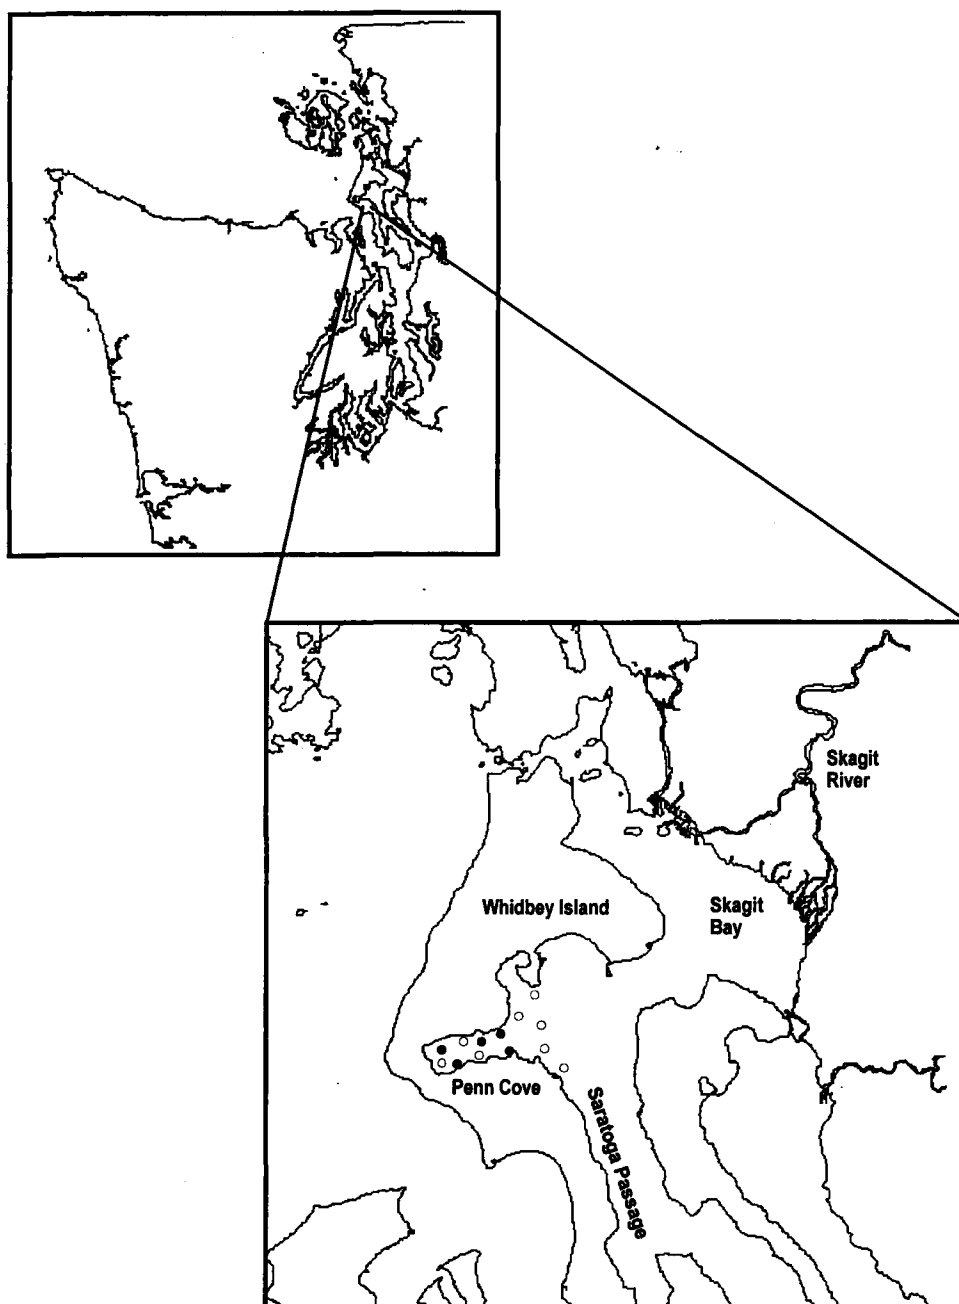 Skagit
River
Whidbey Island
Skagit
Bay
Penn Cove
Saratoga Passage